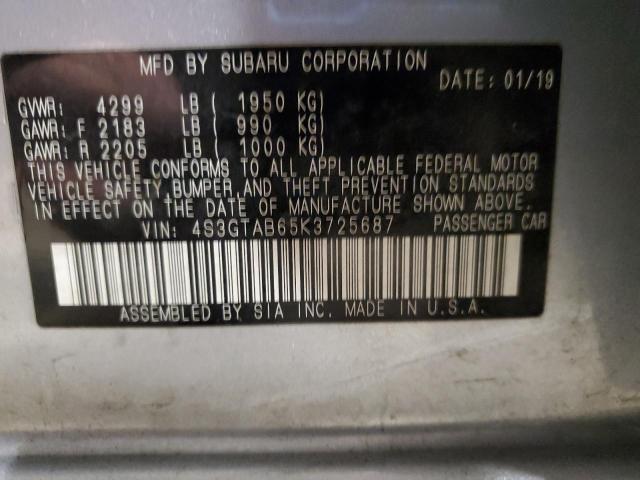 MFD BY SUBARU CORPORATION
DATE: 01/19
GVWR: 4299 LB ( 1950 KG)
GAWR: F 2183 LB ( 990 KG)
GAWR: R 2205 LB ( 1000 KG)
THIS VEHICLE CONFORMS TO ALL APPLICABLE FEDERAL MOTOR
VEHICLE SAFETY,BUMPER,AND THEFT PREVENTION STANDARDS
IN EFFECT ON THE DATE OF MANUFACTURE SHOWN ABOVE.
VIN: 4S3GTAB65K3725687 PASSENGER CAR
ASSEMBLED BY SIA INC. MADE IN U.S.A.